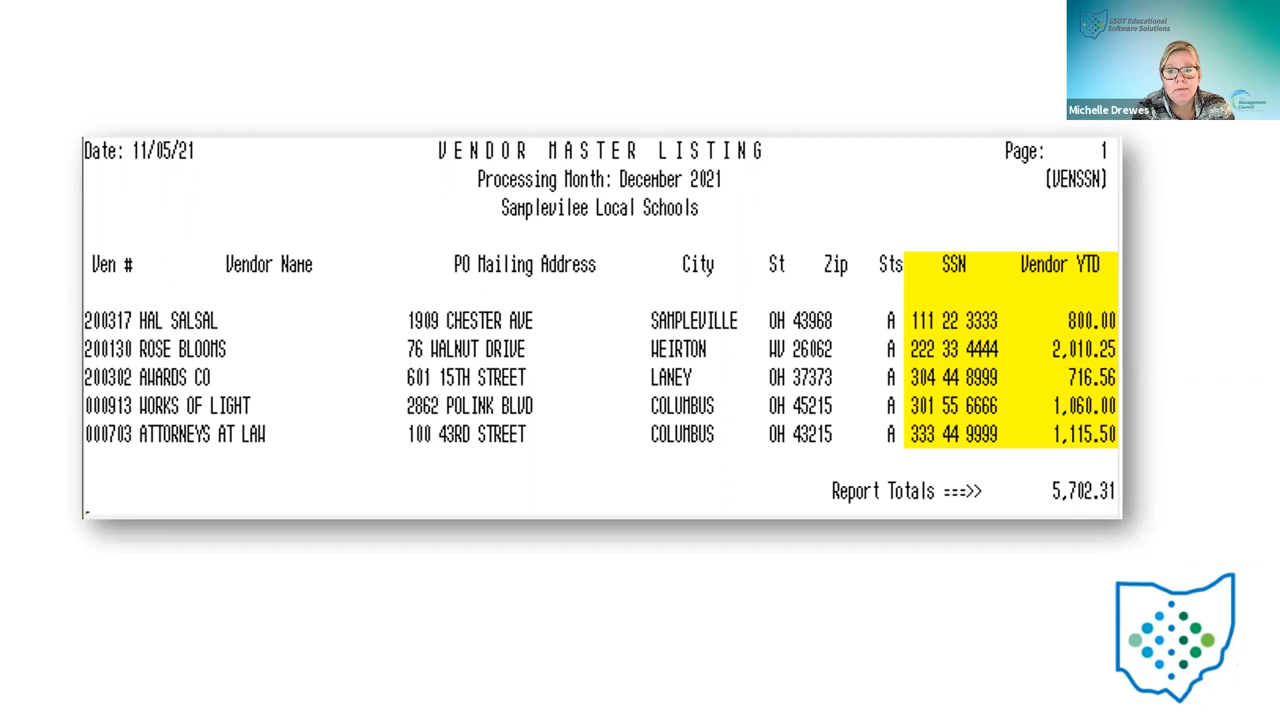 SSDT Educational
Software Solutions
Management
Council
Michelle Drewes
Date: 11/05/21 VENDOR MASTER LISTING Page: 1
Processing Month: December 2021 (VENSSN)
Samplevilee Local Schools
Ven # Vendor Name PO Mailing Address City St Zip Sts SSN Vendor YTD
200317 HAL SALSAL 1909 CHESTER AVE SAMPLEVILLE OH 43968 A 111 22 3333 800.00
200130 ROSE BLOOMS 76 WALNUT DRIVE WEIRTON WV 26062 A 222 33 4444 2,010.25
200302 AWARDS CO 601 15TH STREET LANEY OH 37373 A 304 44 8999 716.56
000913 WORKS OF LIGHT 2862 POLINK BLVD COLUMBUS OH 45215 A 301 55 6666 1,060.00
000703 ATTORNEYS AT LAW 100 43RD STREET COLUMBUS OH 43215 A 333 44 9999 1,115.50
Report Totals ===>> 5,702.31